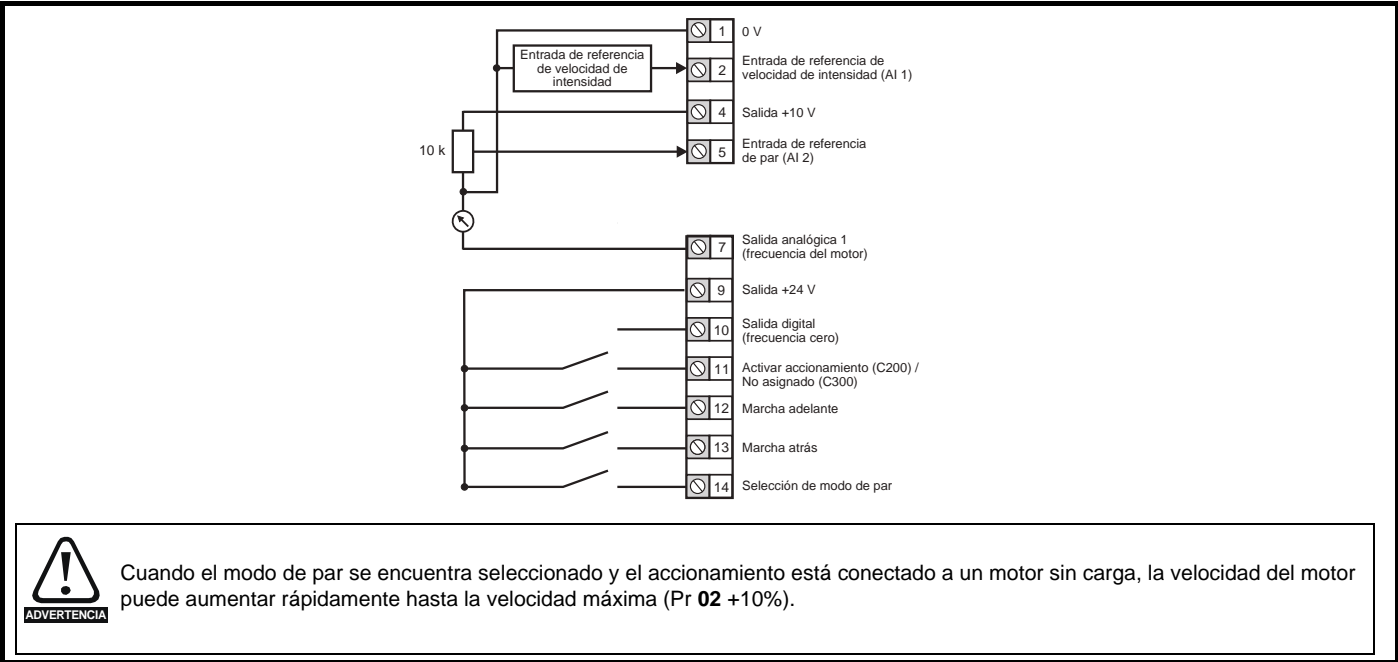 1 0 V
Entrada de referencia
de velocidad de
intensidad
2 Entrada de referencia de
velocidad de intensidad (AI 1)
4 Salida +10 V
10 k
5 Entrada de referencia
de par (AI 2)
7 Salida analógica 1
(frecuencia del motor)
9 Salida +24 V
10 Salida digital
(frecuencia cero)
11 Activar accionamiento (C200) /
No asignado (C300)
12 Marcha adelante
13 Marcha atrás
14 Selección de modo de par
ADVERTENCIA
Cuando el modo de par se encuentra seleccionado y el accionamiento está conectado a un motor sin carga, la velocidad del motor
puede aumentar rápidamente hasta la velocidad máxima (Pr 02 +10%).